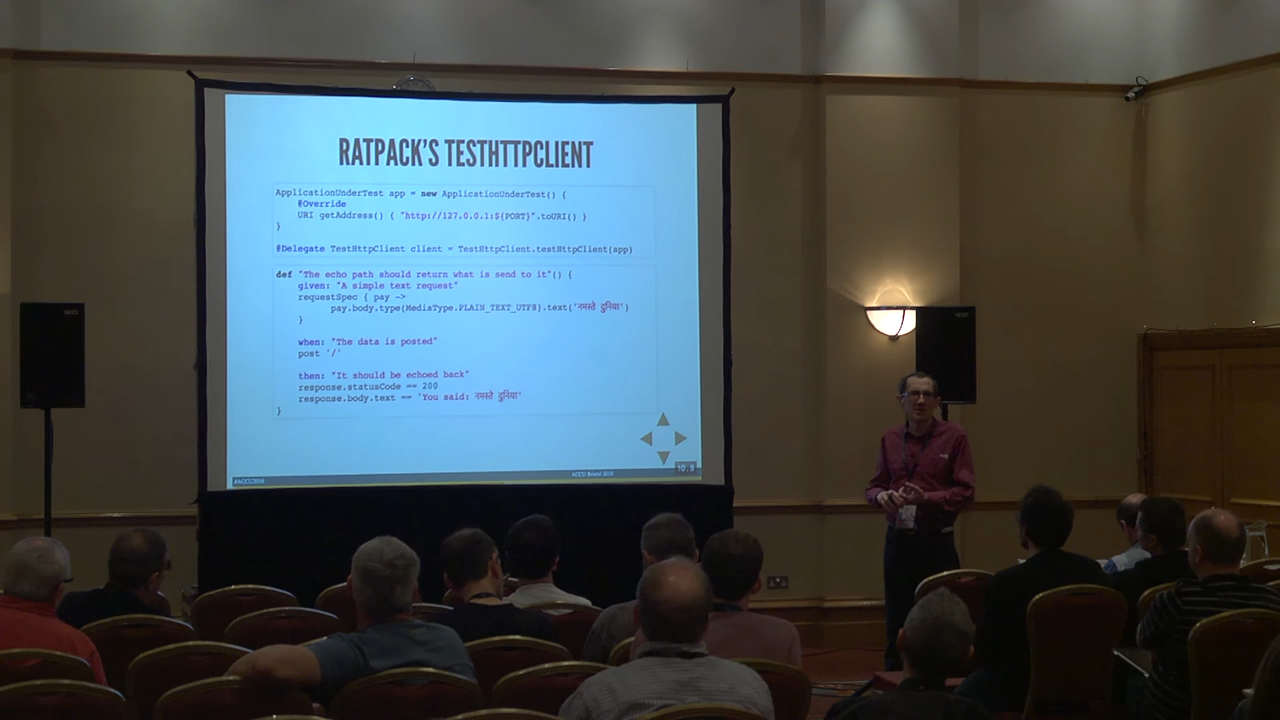 RATPACK'S TESTHTTPCLIENT
ApplicationUnderTest app = new ApplicationUnderTest() {
@Override
URI getAddress() { "http://127.0.0.1:${PORT}".toURI() }
}
@Delegate TestHttpClient client = TestHttpClient.testHttpClient(app)
def "The echo path should return what is send to it"() {
given: "A simple text request"
requestSpec { pay ->
pay.body.type(MediaType.PLAIN_TEXT_UTF8).text('नमस्ते दुनिया')
}
when: "The data is posted"
post '/'
then: "It should be echoed back"
response.statusCode == 200
response.body.text == 'You said: नमस्ते दुनिया'
}
10.5
#ACCU2016 ACCU Bristol 2016